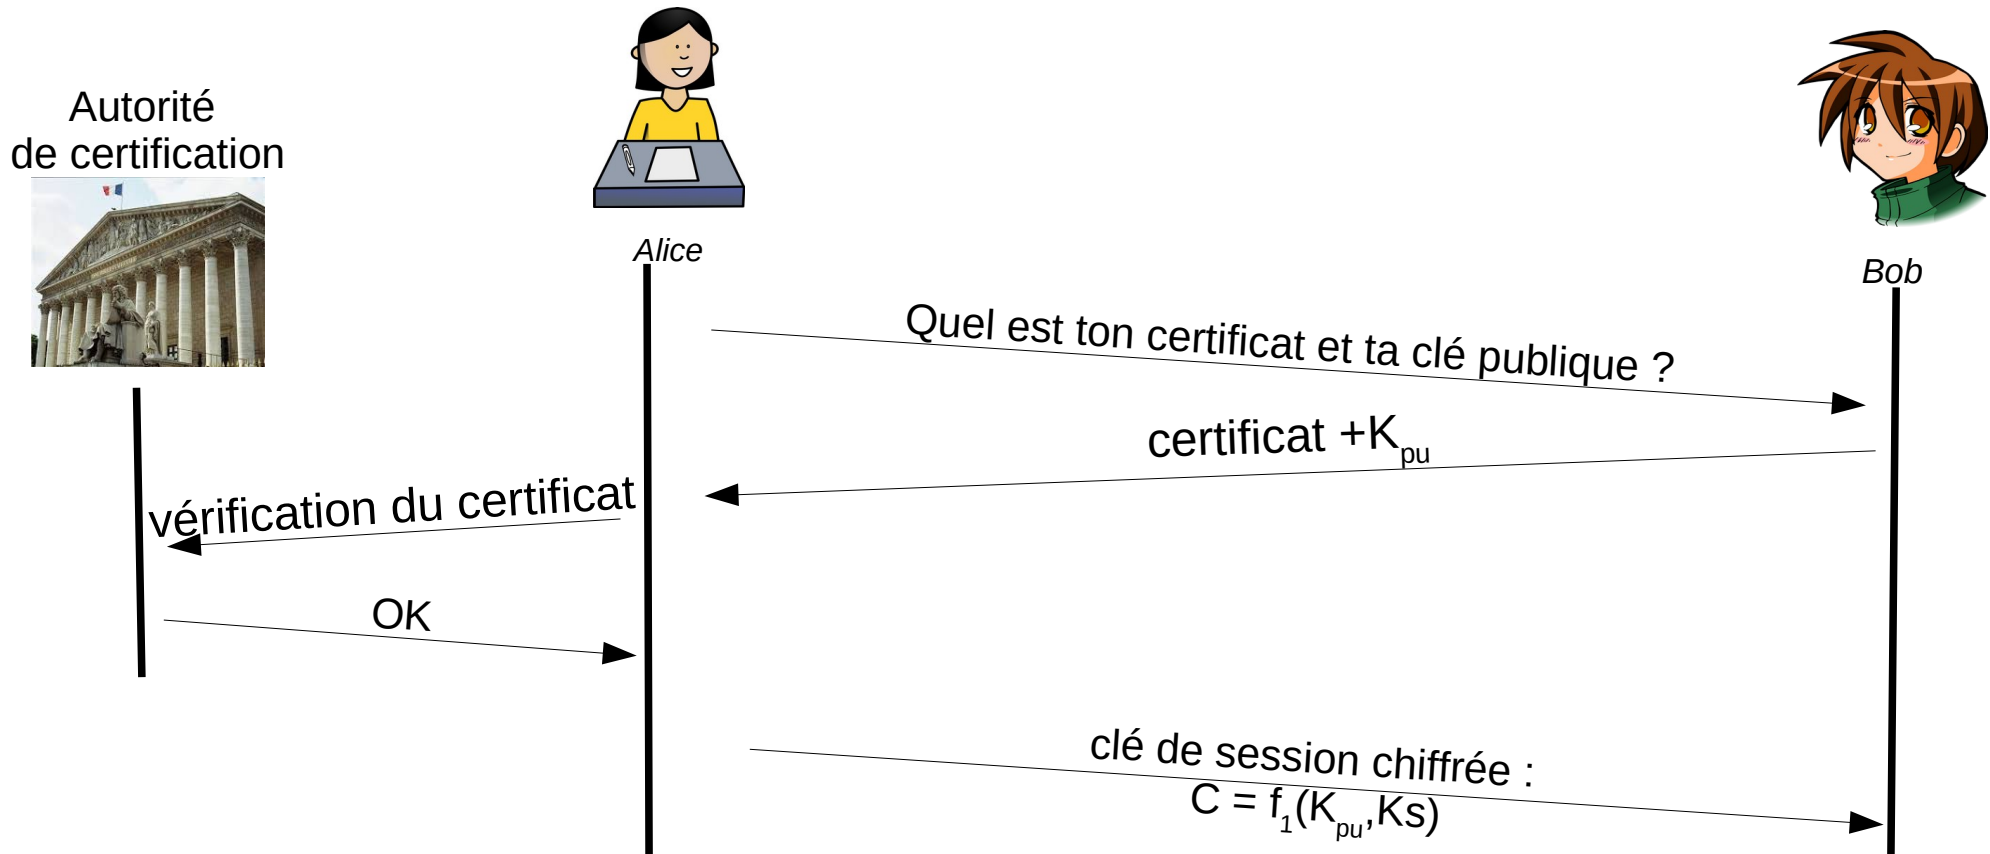 Autorité
de certification
Alice
Bob
Quel est ton certificat et ta clé publique ?
certificat +Kpu
vérification du certificat
OK
clé de session chiffrée :
C = f1(Kpu,Ks)